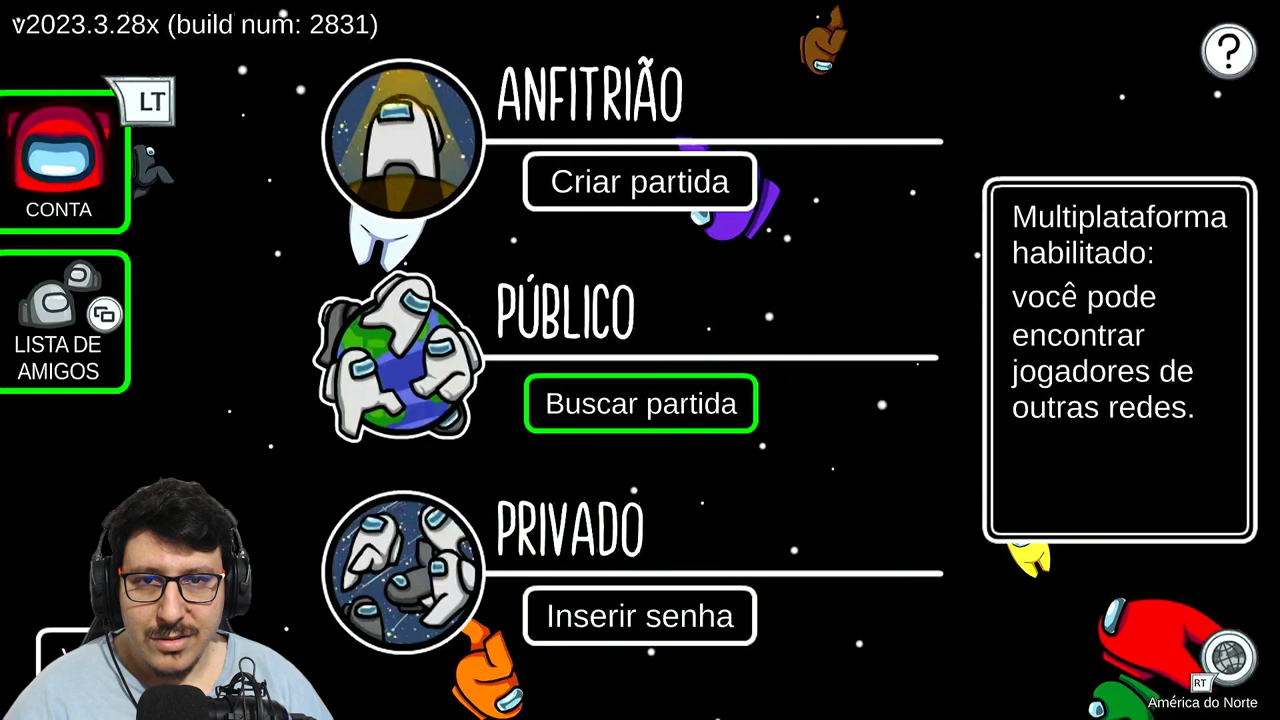 v2023.3.28x (build num: 2831)
?
LT
CONTA
LISTA DE
AMIGOS
ANFITRIÃO
Criar partida
PÚBLICO
Buscar partida
PRIVADO
Inserir senha
Multiplataforma
habilitado:
você pode
encontrar
jogadores de
outras redes.
RT
América do Norte